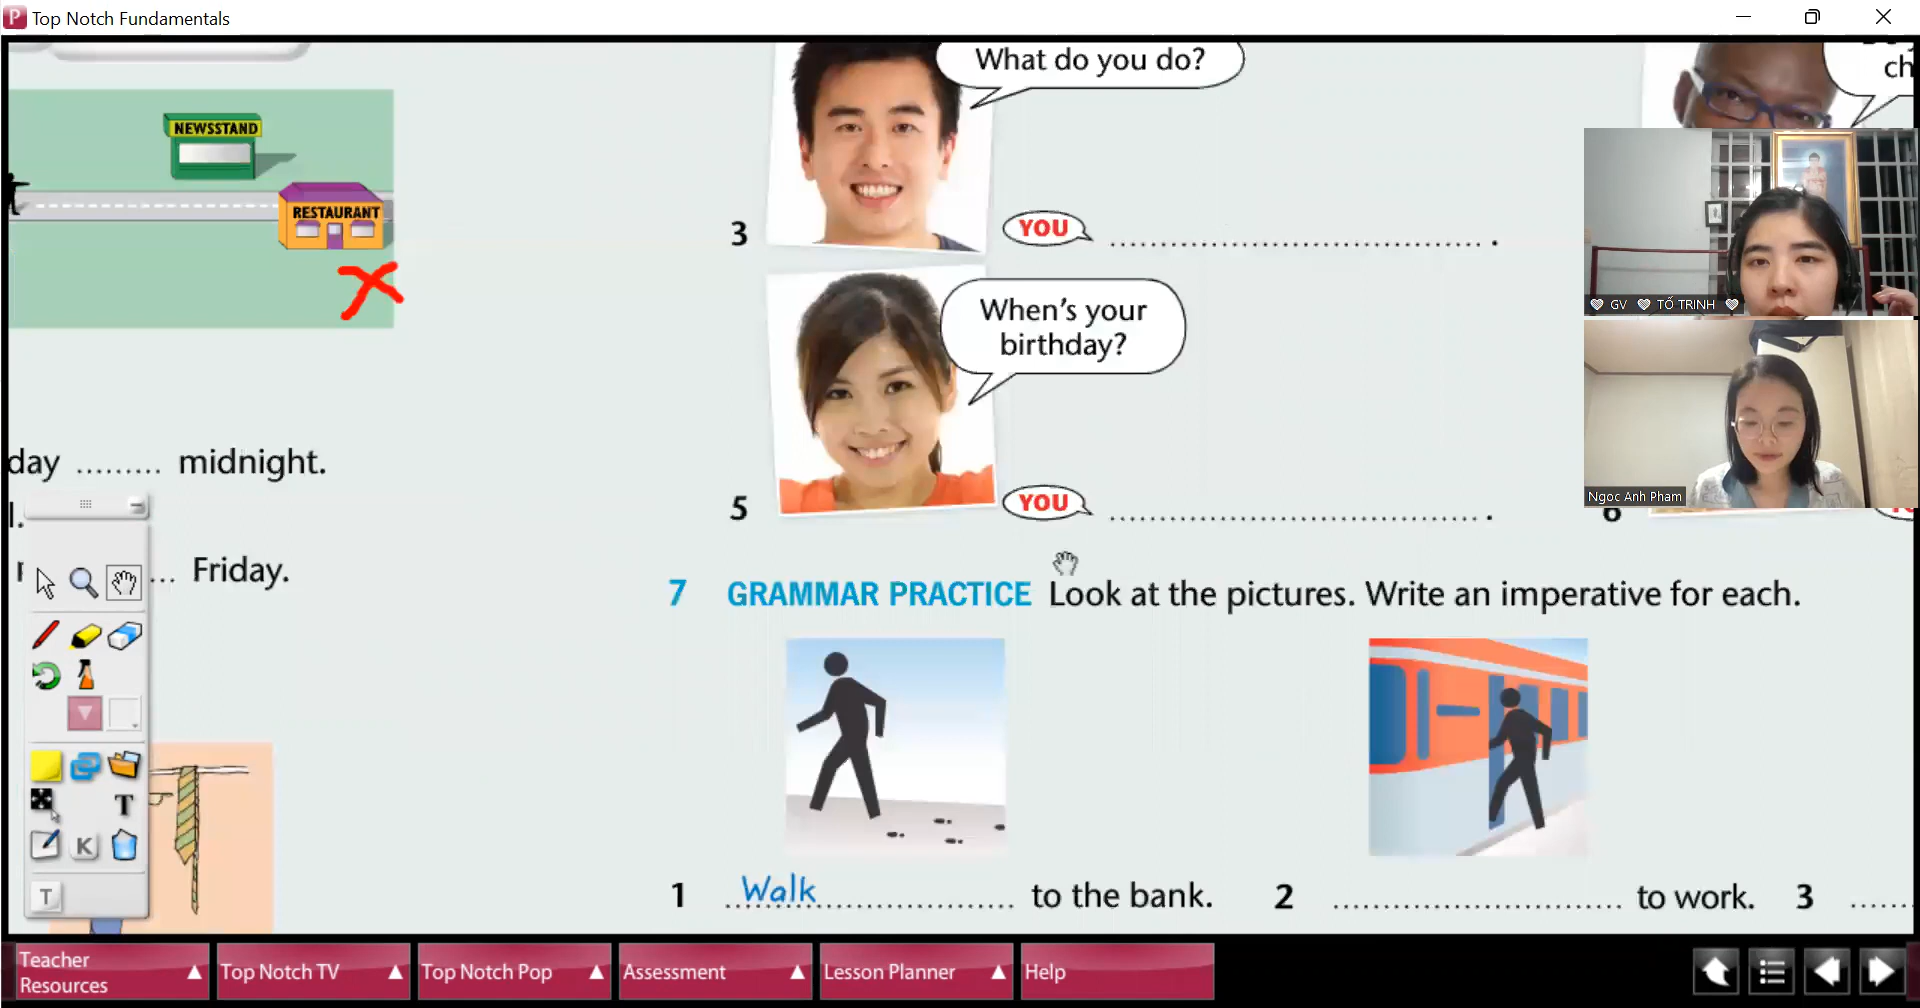 Top Notch Fundamentals
What do you do?
ch
NEWSSTAND
RESTAURANT
3 YOU
When's your
birthday?
GV TỐ TRINH
day ......... midnight.
l.
... Friday.
5 YOU
Ngoc Anh Pham
6
7 GRAMMAR PRACTICE Look at the pictures. Write an imperative for each.
1 Walk to the bank. 2 to work. 3
T
K
T
Teacher
Resources
Top Notch TV
Top Notch Pop
Assessment
Lesson Planner
Help